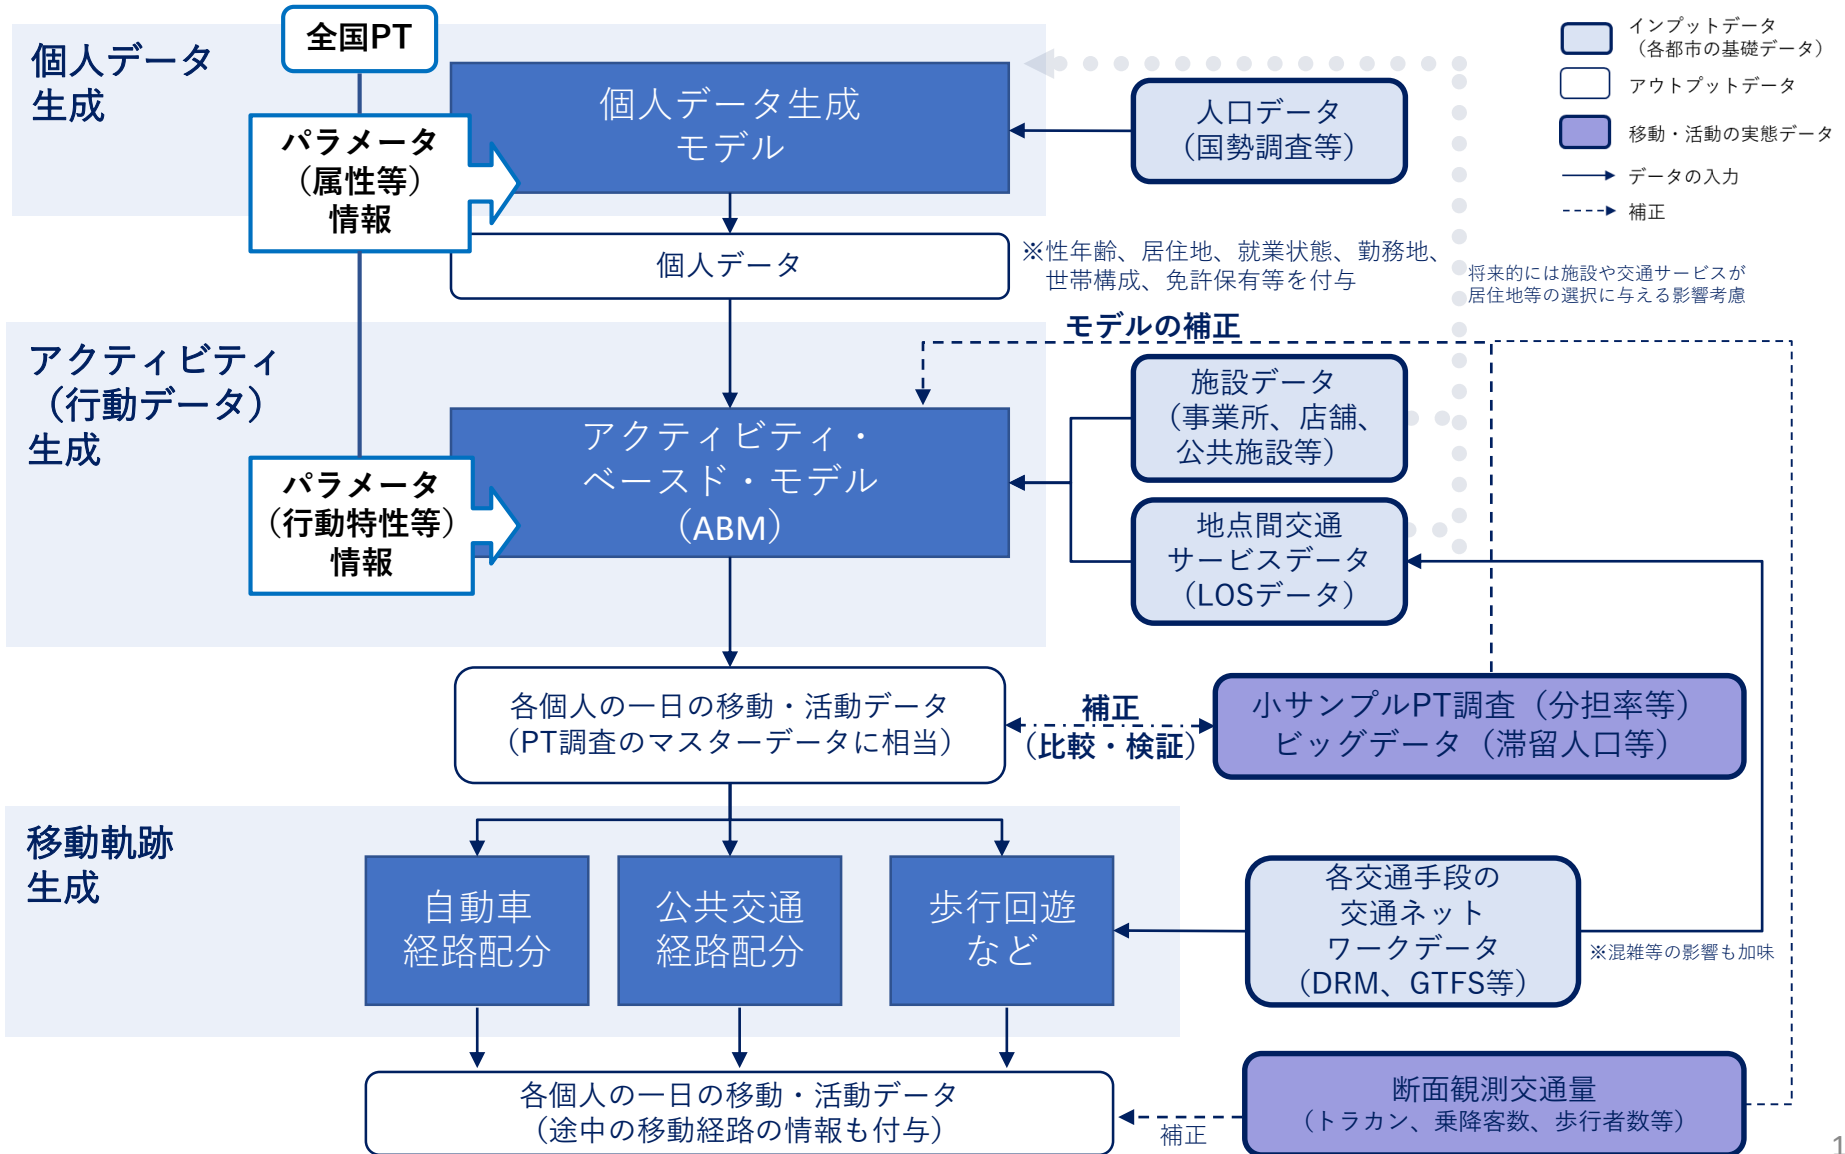 全国PT
個人データ
生成
個人データ生成
モデル
パラメータ
（属性等）
情報
人口データ
（国勢調査等）
インプットデータ
（各都市の基礎データ）
アウトプットデータ
移動・活動の実態データ
データの入力
補正
個人データ
※性年齢、居住地、就業状態、勤務地、
世帯構成、免許保有等を付与
将来的には施設や交通サービスが
居住地等の選択に与える影響考慮
アクティビティ
（行動データ）
生成
モデルの補正
アクティビティ・
ベースド・モデル
（ABM）
パラメータ
（行動特性等）
情報
施設データ
（事業所、店舗、
公共施設等）
地点間交通
サービスデータ
（LOSデータ）
各個人の一日の移動・活動データ
（PT調査のマスターデータに相当）
補正
（比較・検証）
小サンプルPT調査（分担率等）
ビッグデータ（滞留人口等）
移動軌跡
生成
自動車
経路配分
公共交通
経路配分
歩行回遊
など
各交通手段の
交通ネット
ワークデータ
（DRM、GTFS等）
※混雑等の影響も加味
各個人の一日の移動・活動データ
（途中の移動経路の情報も付与）
補正
断面観測交通量
（トラカン、乗降客数、歩行者数等）
1